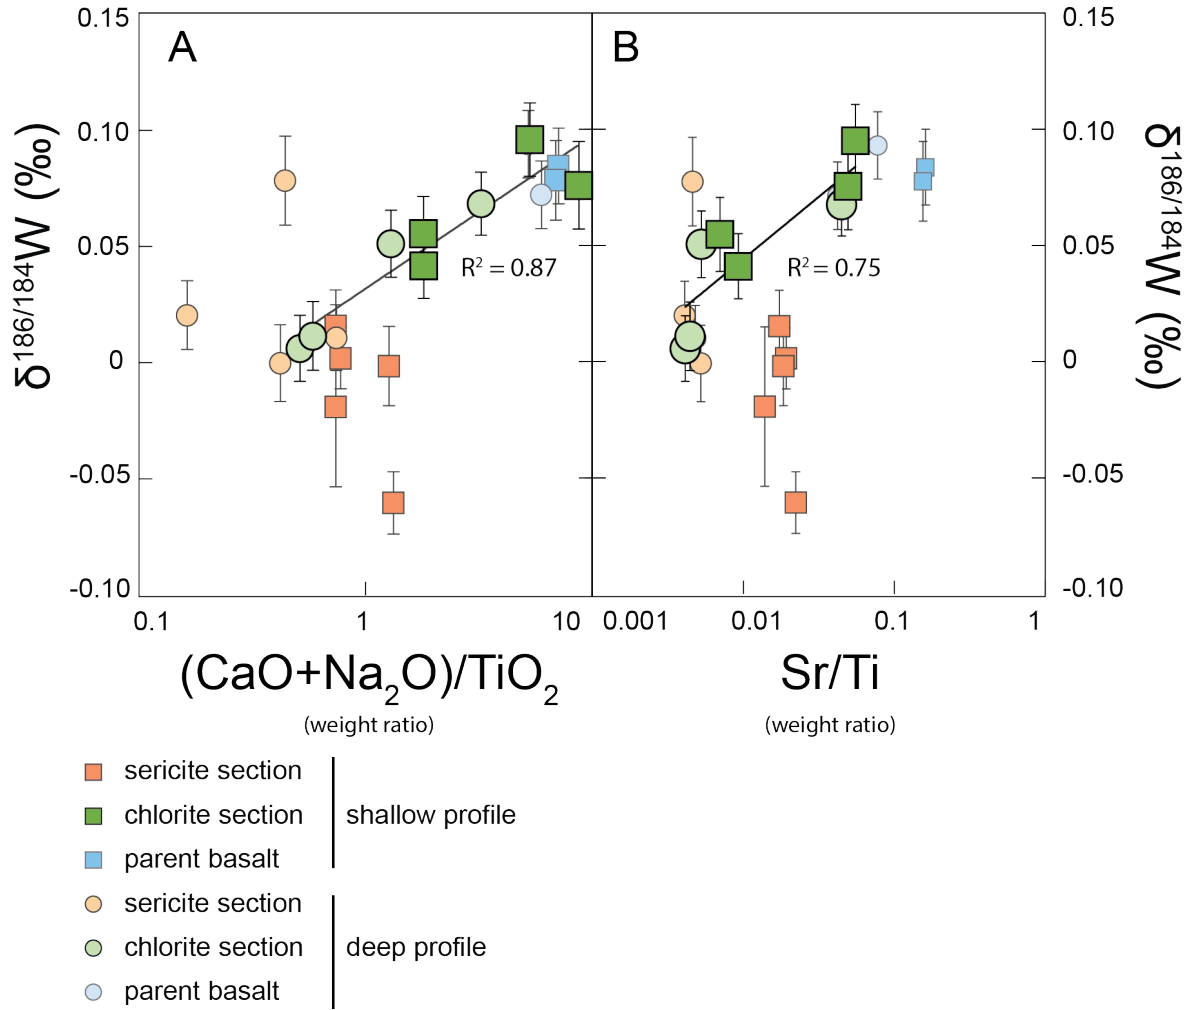 A
B
0.15
0.10
0.05
0
-0.05
-0.10
δ186/184W (‰)
R2 = 0.87
R2 = 0.75
0.15
0.10
0.05
0
-0.05
-0.10
δ186/184W (‰)
0.1 1 10
0.001 0.01 0.1 1
(CaO+Na2O)/TiO2
(weight ratio)
Sr/Ti
(weight ratio)
sericite section
chlorite section
parent basalt
shallow profile
sericite section
chlorite section
parent basalt
deep profile